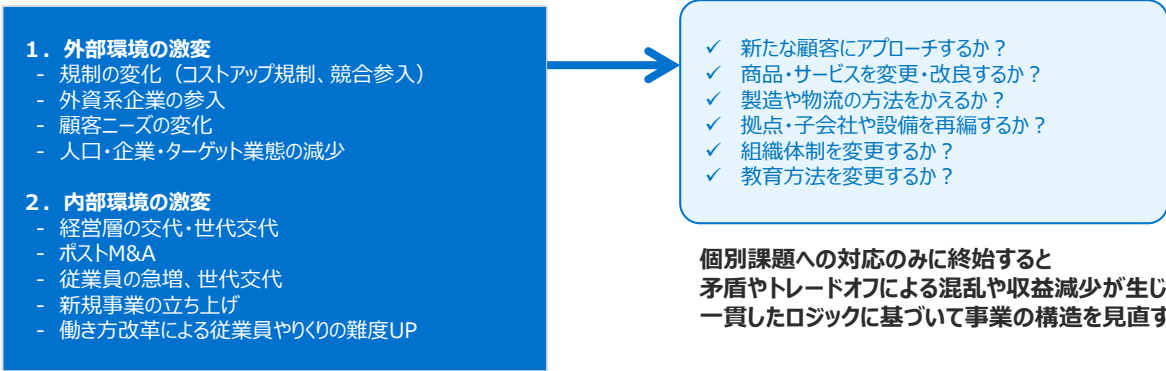 1．外部環境の激変
- 規制の変化（コストアップ規制、競合参入）
- 外資系企業の参入
- 顧客ニーズの変化
- 人口・企業・ターゲット業態の減少
2．内部環境の激変
- 経営層の交代・世代交代
- ポストM&A
- 従業員の急増、世代交代
- 新規事業の立ち上げ
- 働き方改革による従業員やりくりの難度UP
✓ 新たな顧客にアプローチするか？
✓ 商品・サービスを変更・改良するか？
✓ 製造や物流の方法をかえるか？
✓ 拠点・子会社や設備を再編するか？
✓ 組織体制を変更するか？
✓ 教育方法を変更するか？
個別課題への対応のみに終始すると
矛盾やトレードオフによる混乱や収益減少が生じ
一貫したロジックに基づいて事業の構造を見直す